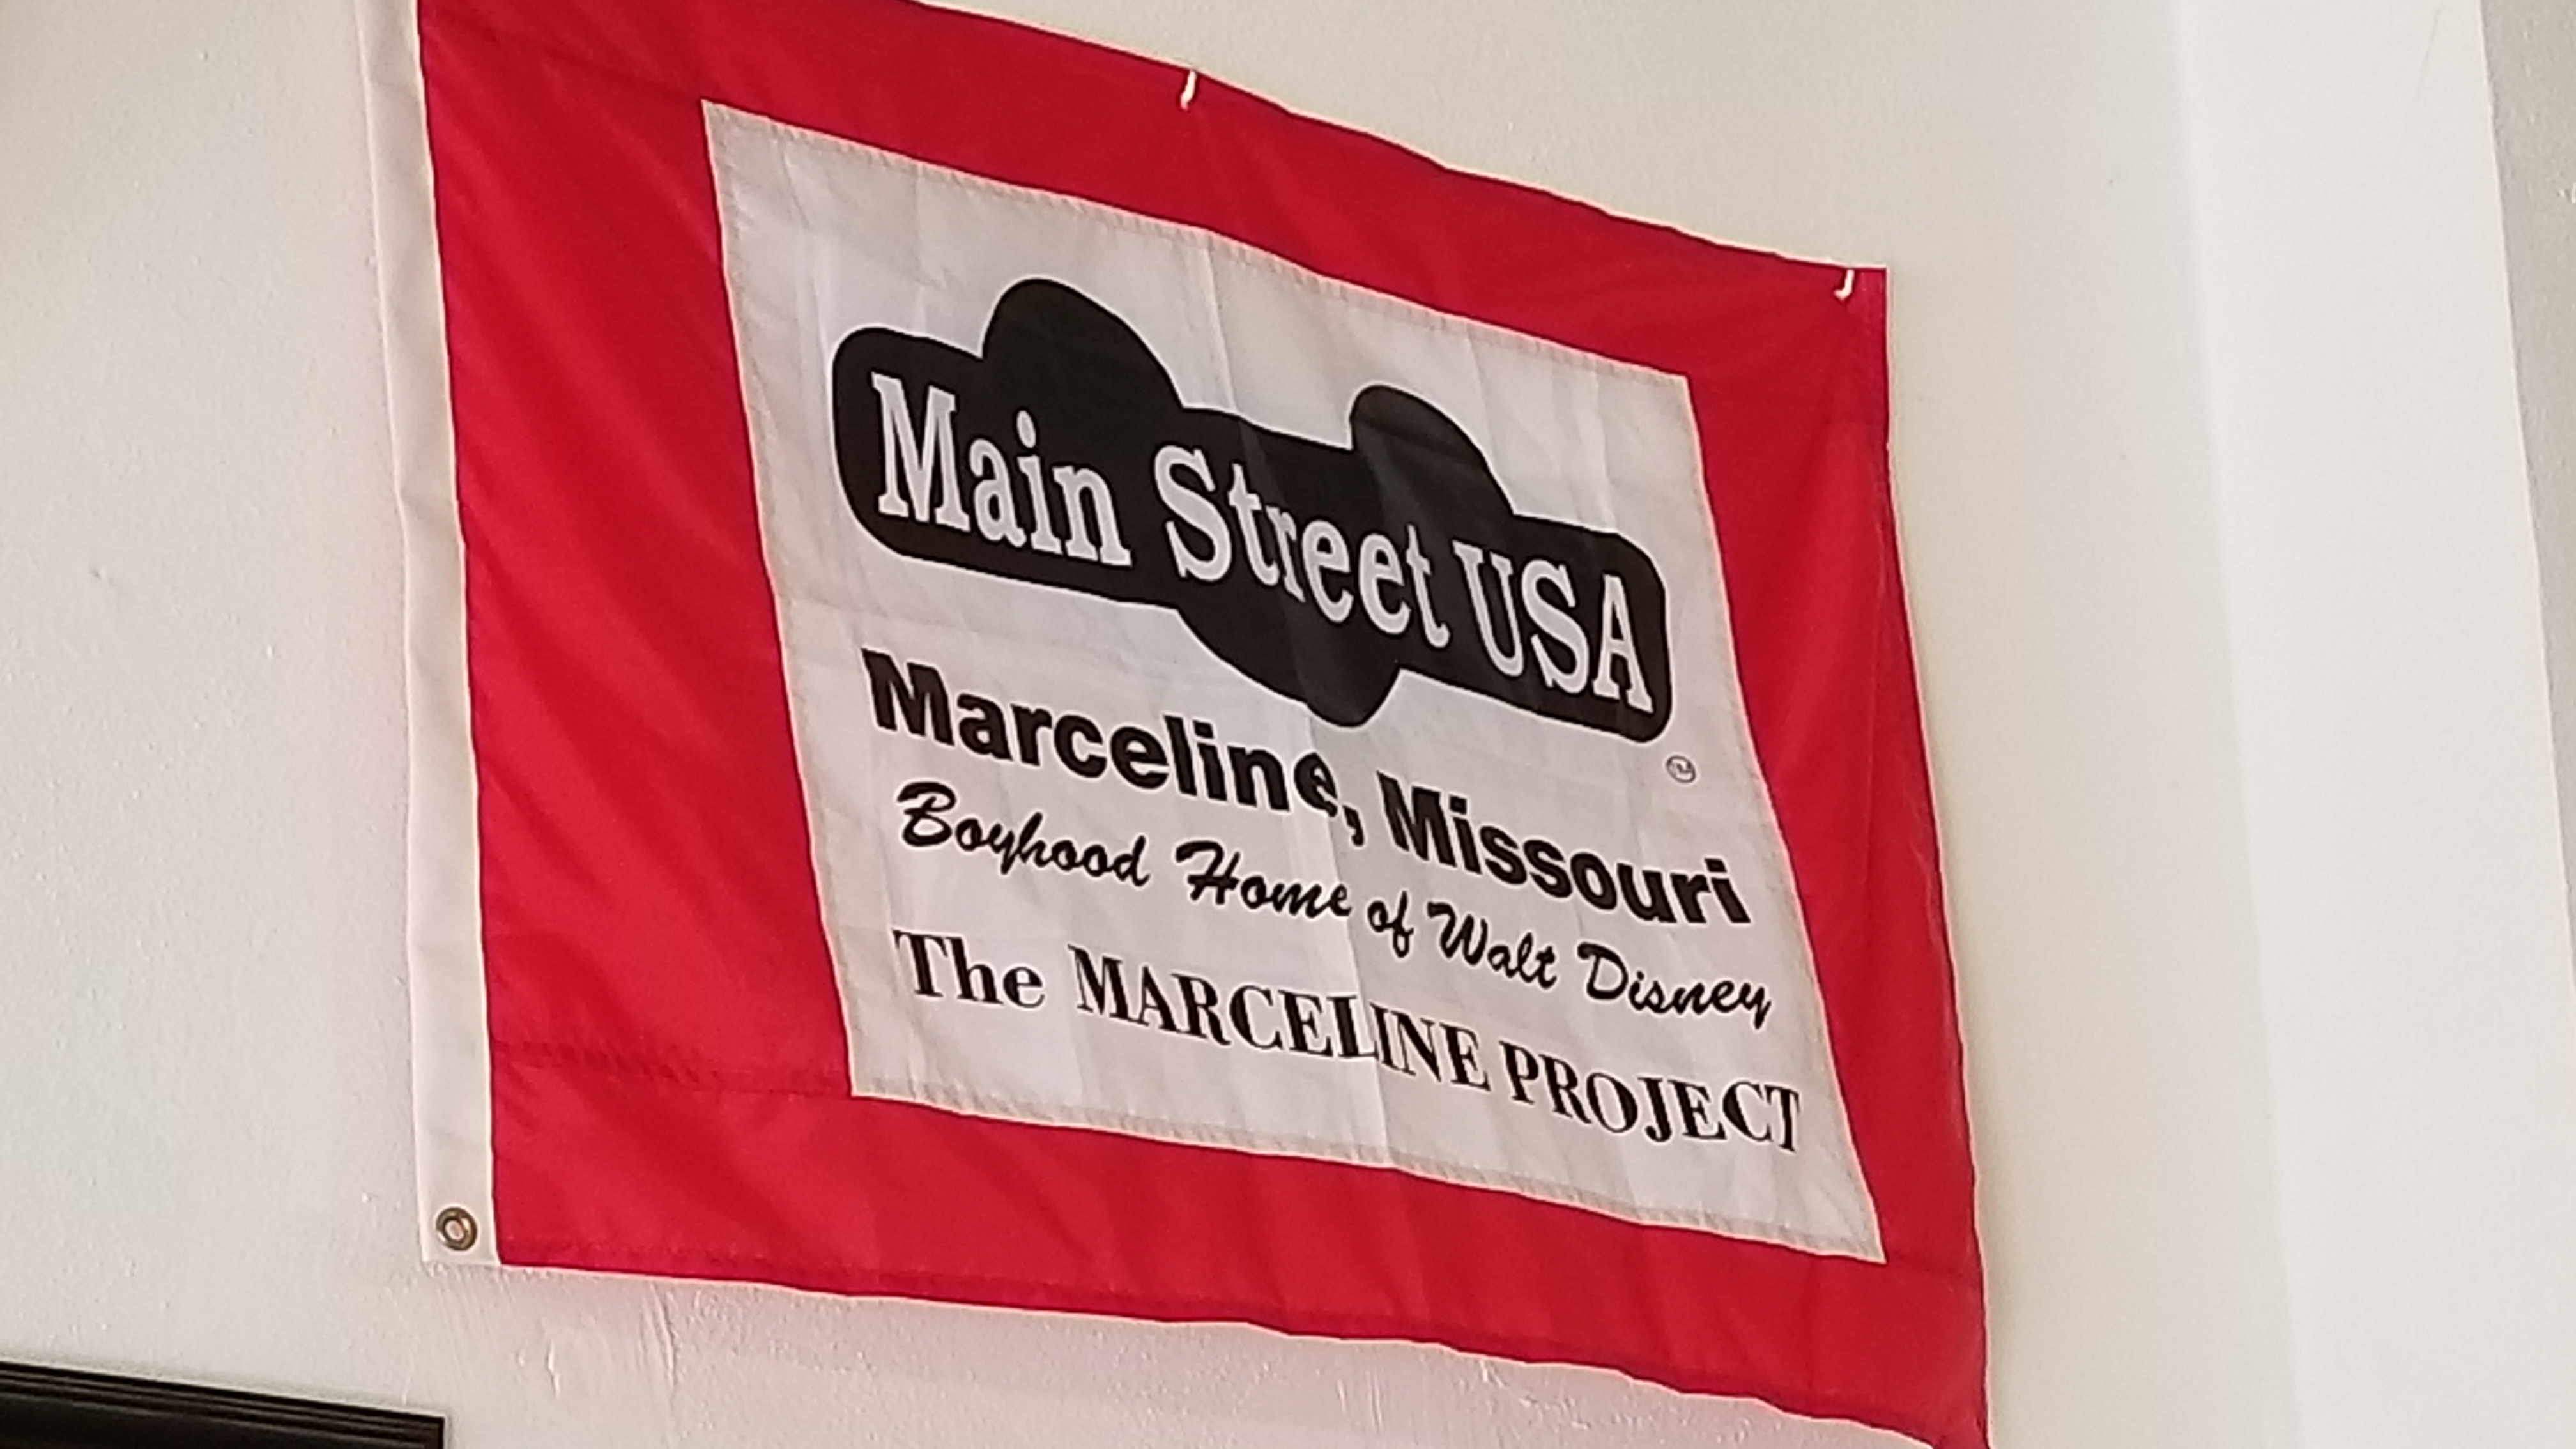 Main Street USA
Marceline, Missouri
Boyhood Home of Walt Disney
The MARCELINE PROJECT